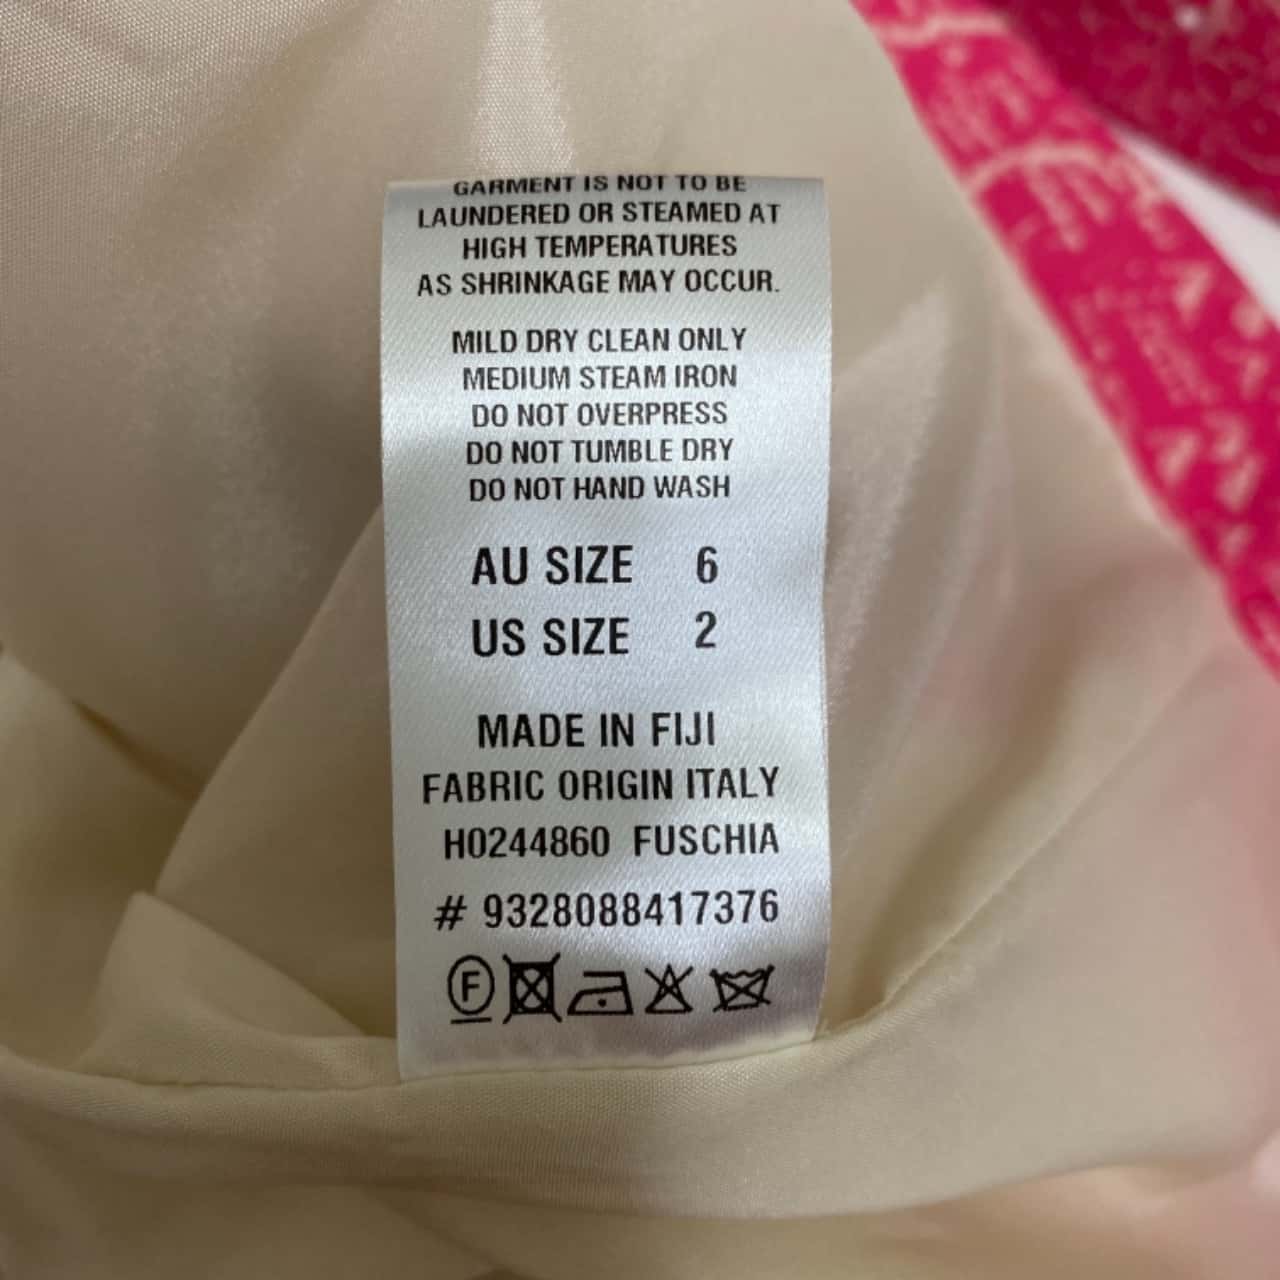 GARMENT IS NOT TO BE
LAUNDERED OR STEAMED AT
HIGH TEMPERATURES
AS SHRINKAGE MAY OCCUR.
MILD DRY CLEAN ONLY
MEDIUM STEAM IRON
DO NOT OVERPRESS
DO NOT TUMBLE DRY
DO NOT HAND WASH
AU SIZE 6
US SIZE 2
MADE IN FIJI
FABRIC ORIGIN ITALY
H0244860 FUSCHIA
# 9328088417376
F